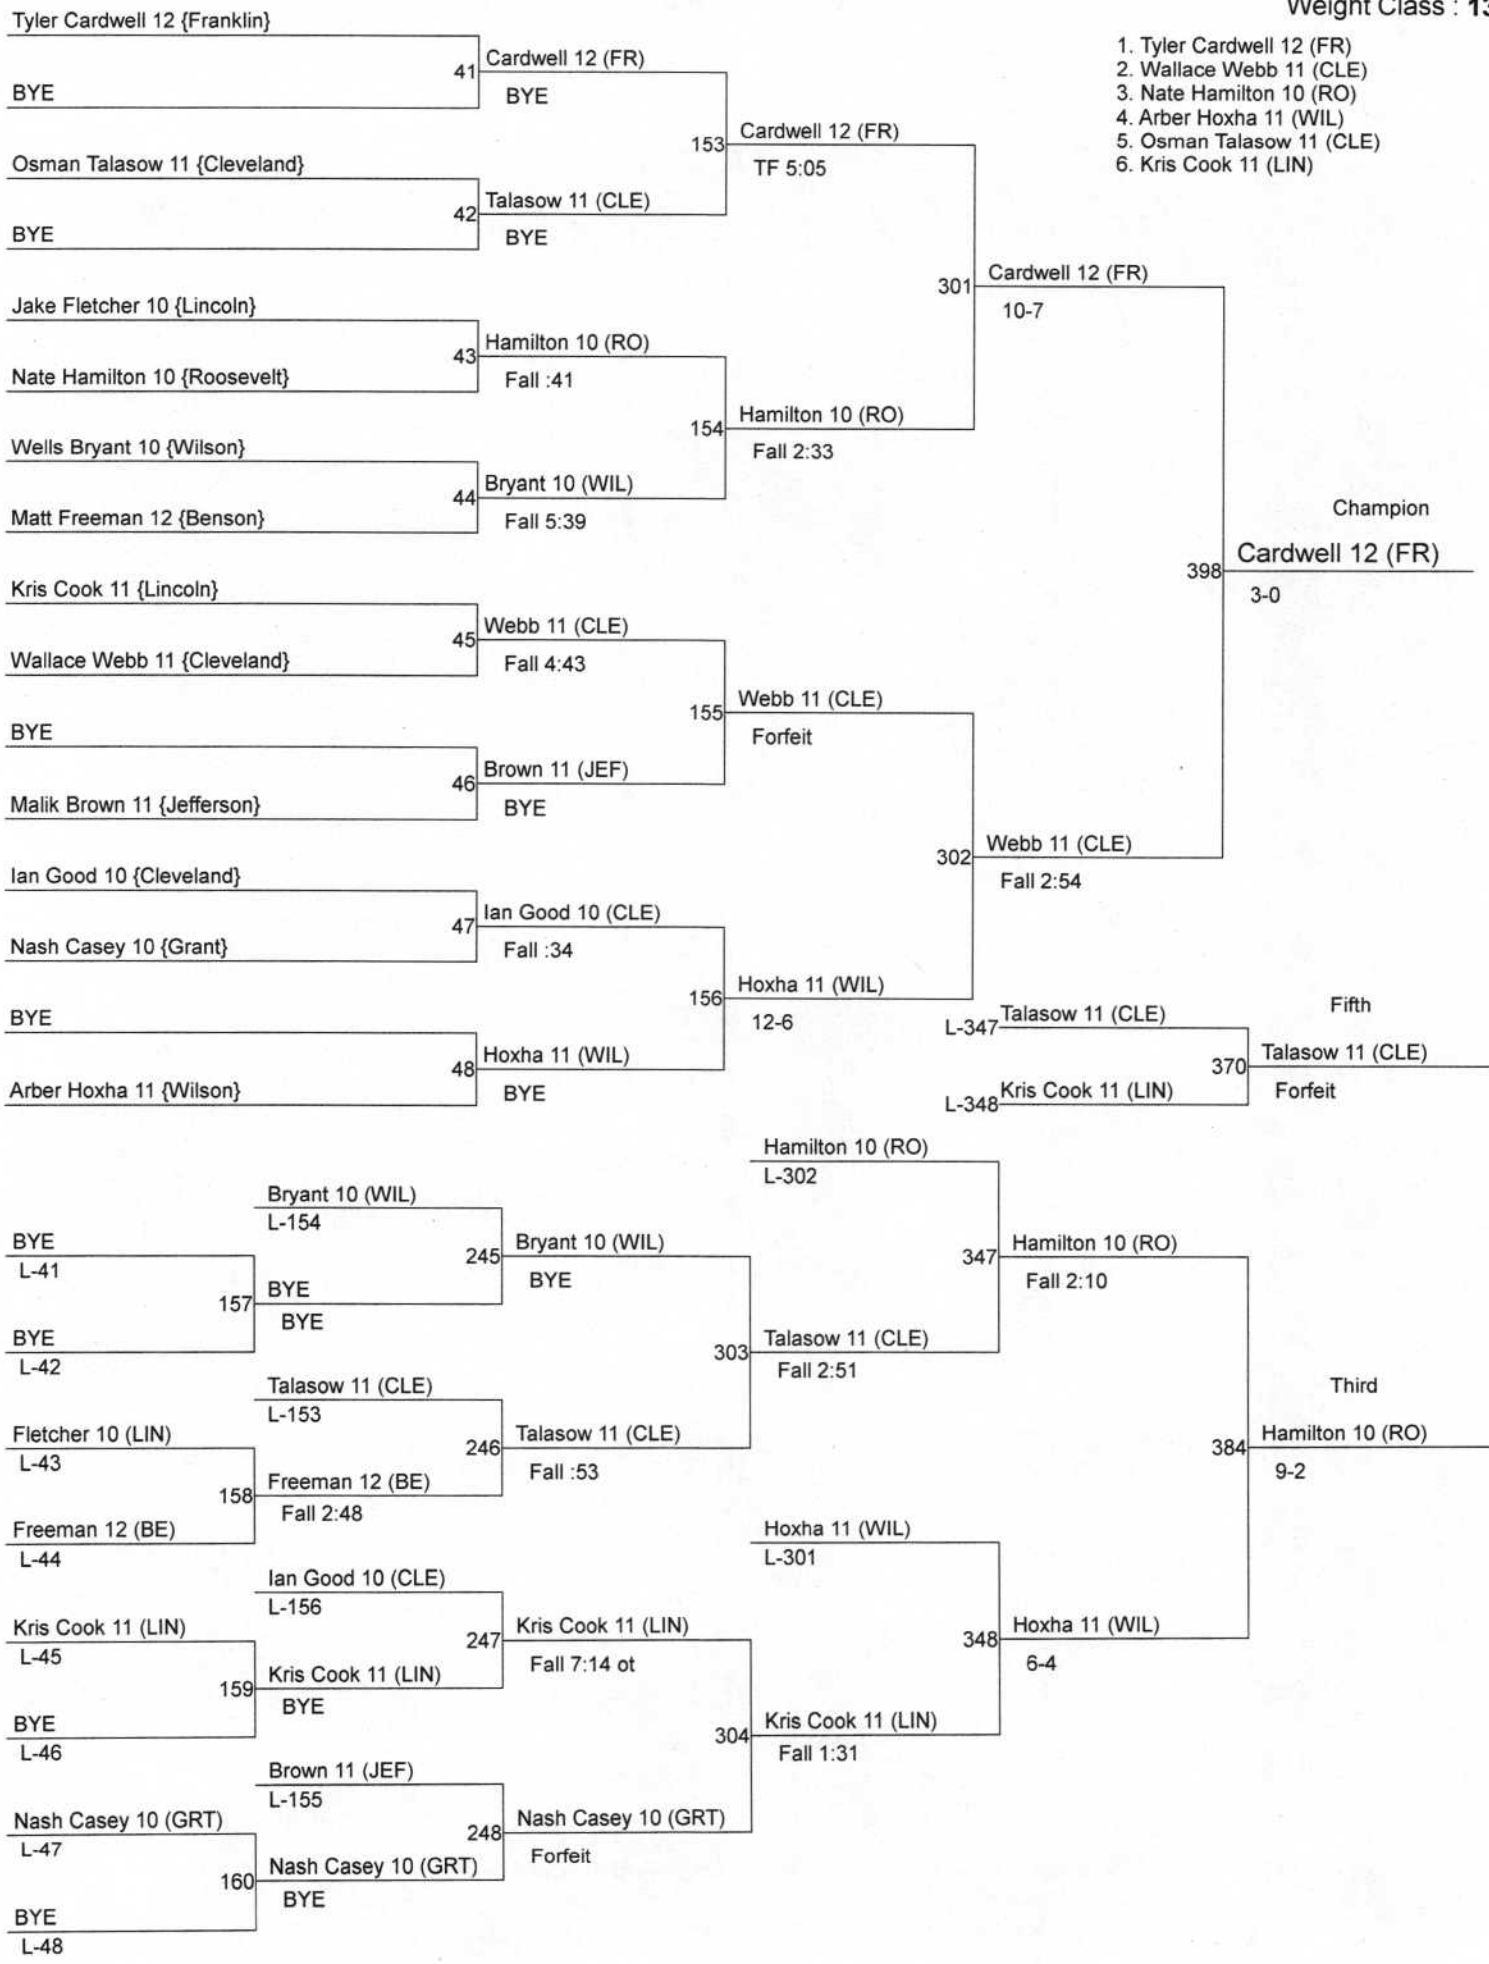 Weight Class : 13
1. Tyler Cardwell 12 (FR)
2. Wallace Webb 11 (CLE)
3. Nate Hamilton 10 (RO)
4. Arber Hoxha 11 (WIL)
5. Osman Talasow 11 (CLE)
6. Kris Cook 11 (LIN)
Tyler Cardwell 12 {Franklin}
41
BYE
Cardwell 12 (FR)
BYE
Osman Talasow 11 {Cleveland}
42
BYE
Talasow 11 (CLE)
BYE
153
Cardwell 12 (FR)
TF 5:05
Jake Fletcher 10 {Lincoln}
43
Nate Hamilton 10 {Roosevelt}
Hamilton 10 (RO)
Fall :41
Wells Bryant 10 {Wilson}
44
Matt Freeman 12 {Benson}
Bryant 10 (WIL)
Fall 5:39
154
Hamilton 10 (RO)
Fall 2:33
301
Cardwell 12 (FR)
10-7
Kris Cook 11 {Lincoln}
45
Wallace Webb 11 {Cleveland}
Webb 11 (CLE)
Fall 4:43
BYE
46
Malik Brown 11 {Jefferson}
Brown 11 (JEF)
BYE
155
Webb 11 (CLE)
Forfeit
Ian Good 10 {Cleveland}
47
Nash Casey 10 {Grant}
Ian Good 10 (CLE)
Fall :34
BYE
48
Arber Hoxha 11 {Wilson}
Hoxha 11 (WIL)
BYE
156
Hoxha 11 (WIL)
12-6
302
Webb 11 (CLE)
Fall 2:54
Champion
398
Cardwell 12 (FR)
3-0
Fifth
L-347
Talasow 11 (CLE)
L-348
Kris Cook 11 (LIN)
370
Talasow 11 (CLE)
Forfeit
BYE
L-41
157
BYE
L-42
Bryant 10 (WIL)
L-154
BYE
BYE
245
Bryant 10 (WIL)
BYE
Fletcher 10 (LIN)
L-43
158
Freeman 12 (BE)
L-44
Talasow 11 (CLE)
L-153
Freeman 12 (BE)
Fall 2:48
246
Talasow 11 (CLE)
Fall :53
Hamilton 10 (RO)
L-302
303
Talasow 11 (CLE)
Fall 2:51
347
Hamilton 10 (RO)
Fall 2:10
Kris Cook 11 (LIN)
L-45
159
BYE
L-46
Ian Good 10 (CLE)
L-156
Kris Cook 11 (LIN)
BYE
247
Kris Cook 11 (LIN)
Fall 7:14 ot
Nash Casey 10 (GRT)
L-47
160
BYE
L-48
Brown 11 (JEF)
L-155
Nash Casey 10 (GRT)
BYE
248
Nash Casey 10 (GRT)
Forfeit
Hoxha 11 (WIL)
L-301
304
Kris Cook 11 (LIN)
Fall 1:31
348
Hoxha 11 (WIL)
6-4
Third
384
Hamilton 10 (RO)
9-2